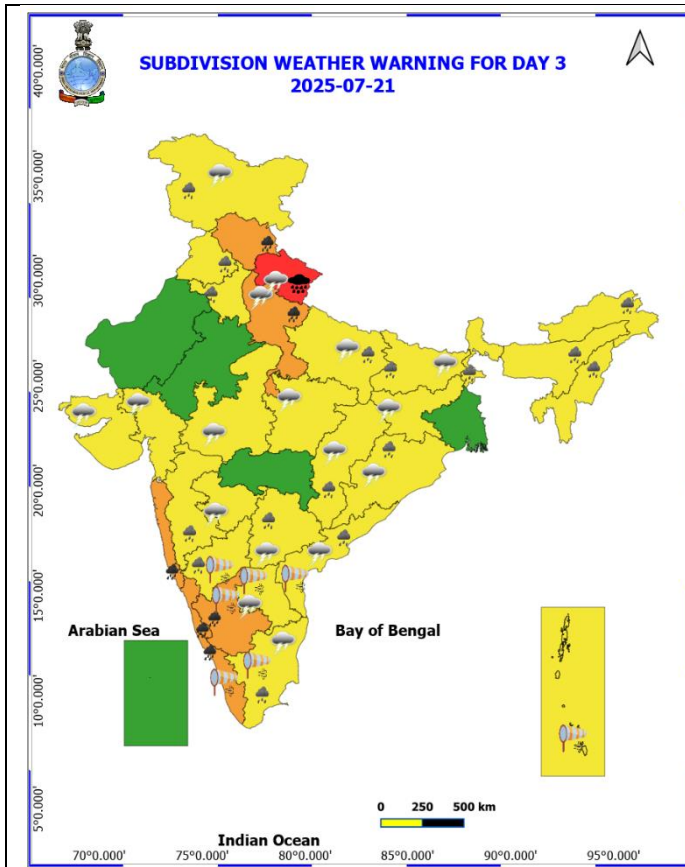 SUBDIVISION WEATHER WARNING FOR DAY 3
2025-07-21
40°0.000'
35°0.000'
30°0.000'
25°0.000'
20°0.000'
15°0.000'
10°0.000'
5°0.000'
Arabian Sea
Bay of Bengal
0 250 500 km
Indian Ocean
70°0.000' 75°0.000' 80°0.000' 85°0.000' 90°0.000' 95°0.000'